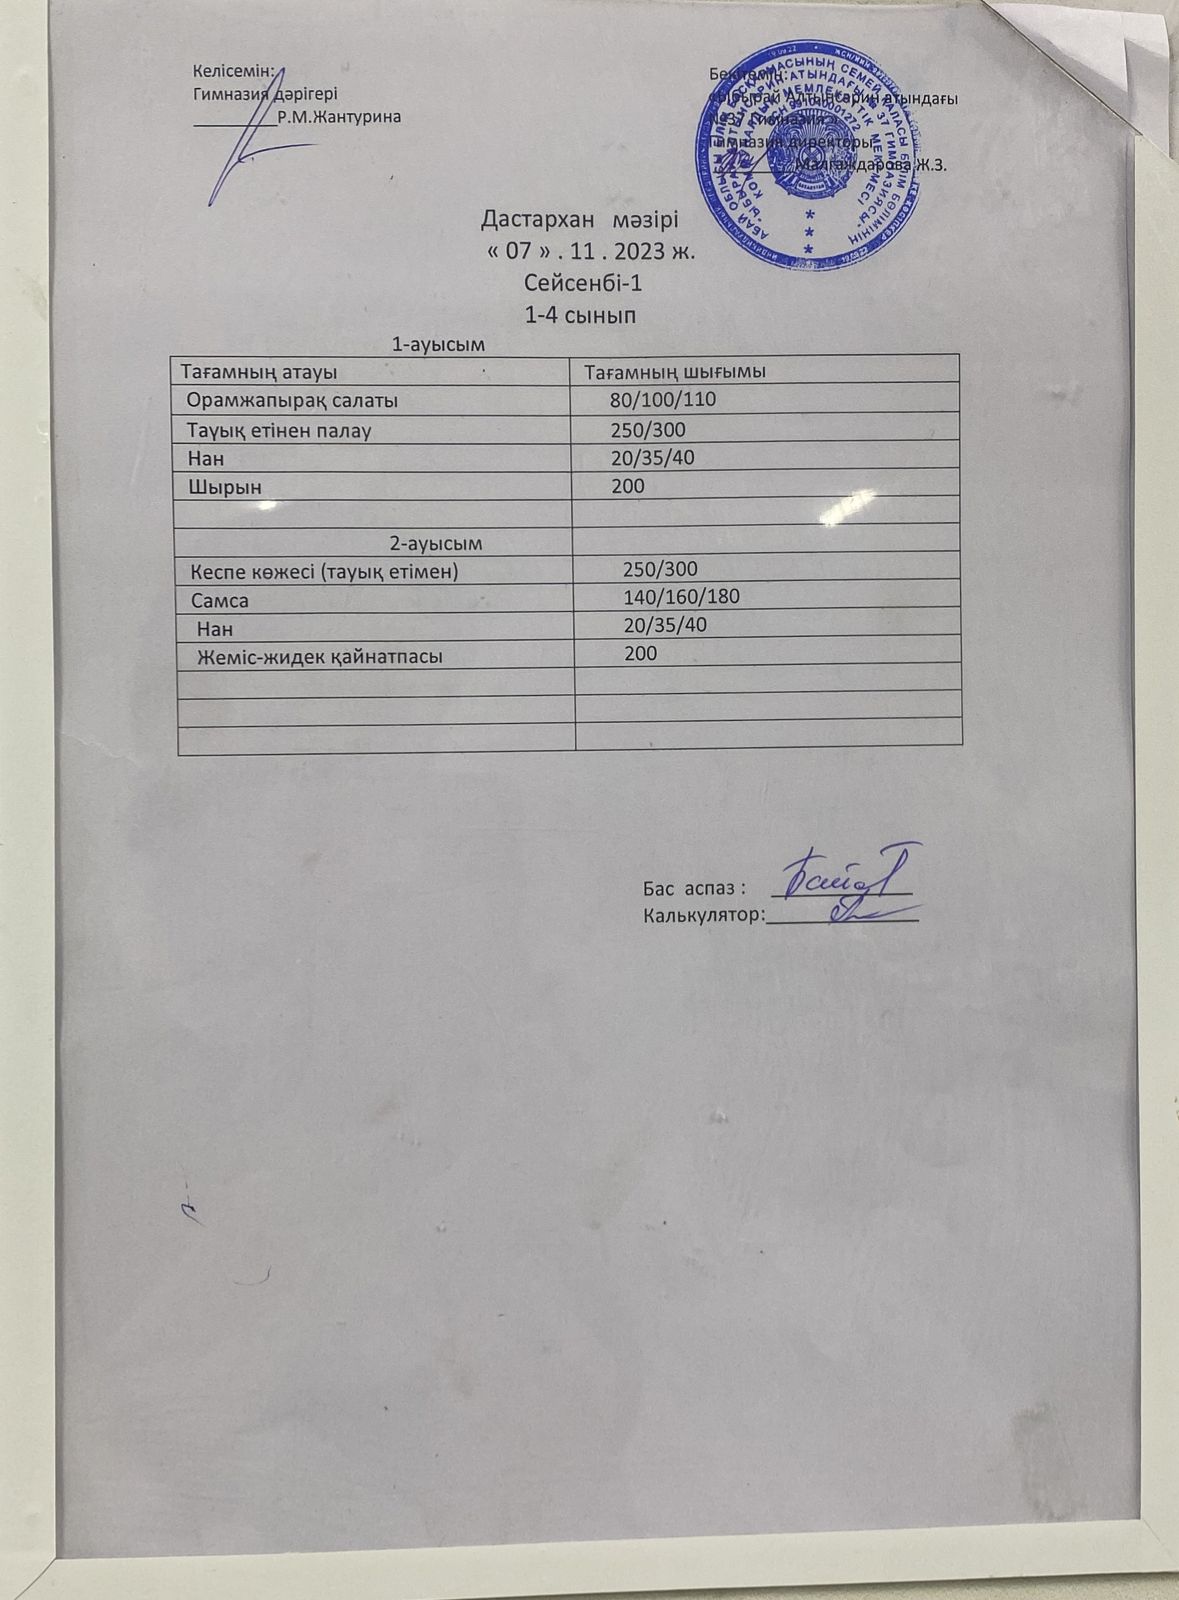 Келісемін:
Гимназия дәрігері
__________Р.М.Жантурина
Бекітемін:
Ыбырай Алтынсарин атындағы
№37 Гимназия
Гимназия директоры
Малгаждарова Ж.З.
Дастархан мәзірі
« 07 » . 11 . 2023 ж.
Сейсенбі-1
1-4 сынып
1-ауысым
Тағамның атауы Тағамның шығымы
Орамжапырақ салаты 80/100/110
Тауық етінен палау 250/300
Нан 20/35/40
Шырын 200
2-ауысым
Кеспе көжесі (тауық етімен) 250/300
Самса 140/160/180
Нан 20/35/40
Жеміс-жидек қайнатпасы 200
Бас аспаз :
Калькулятор: